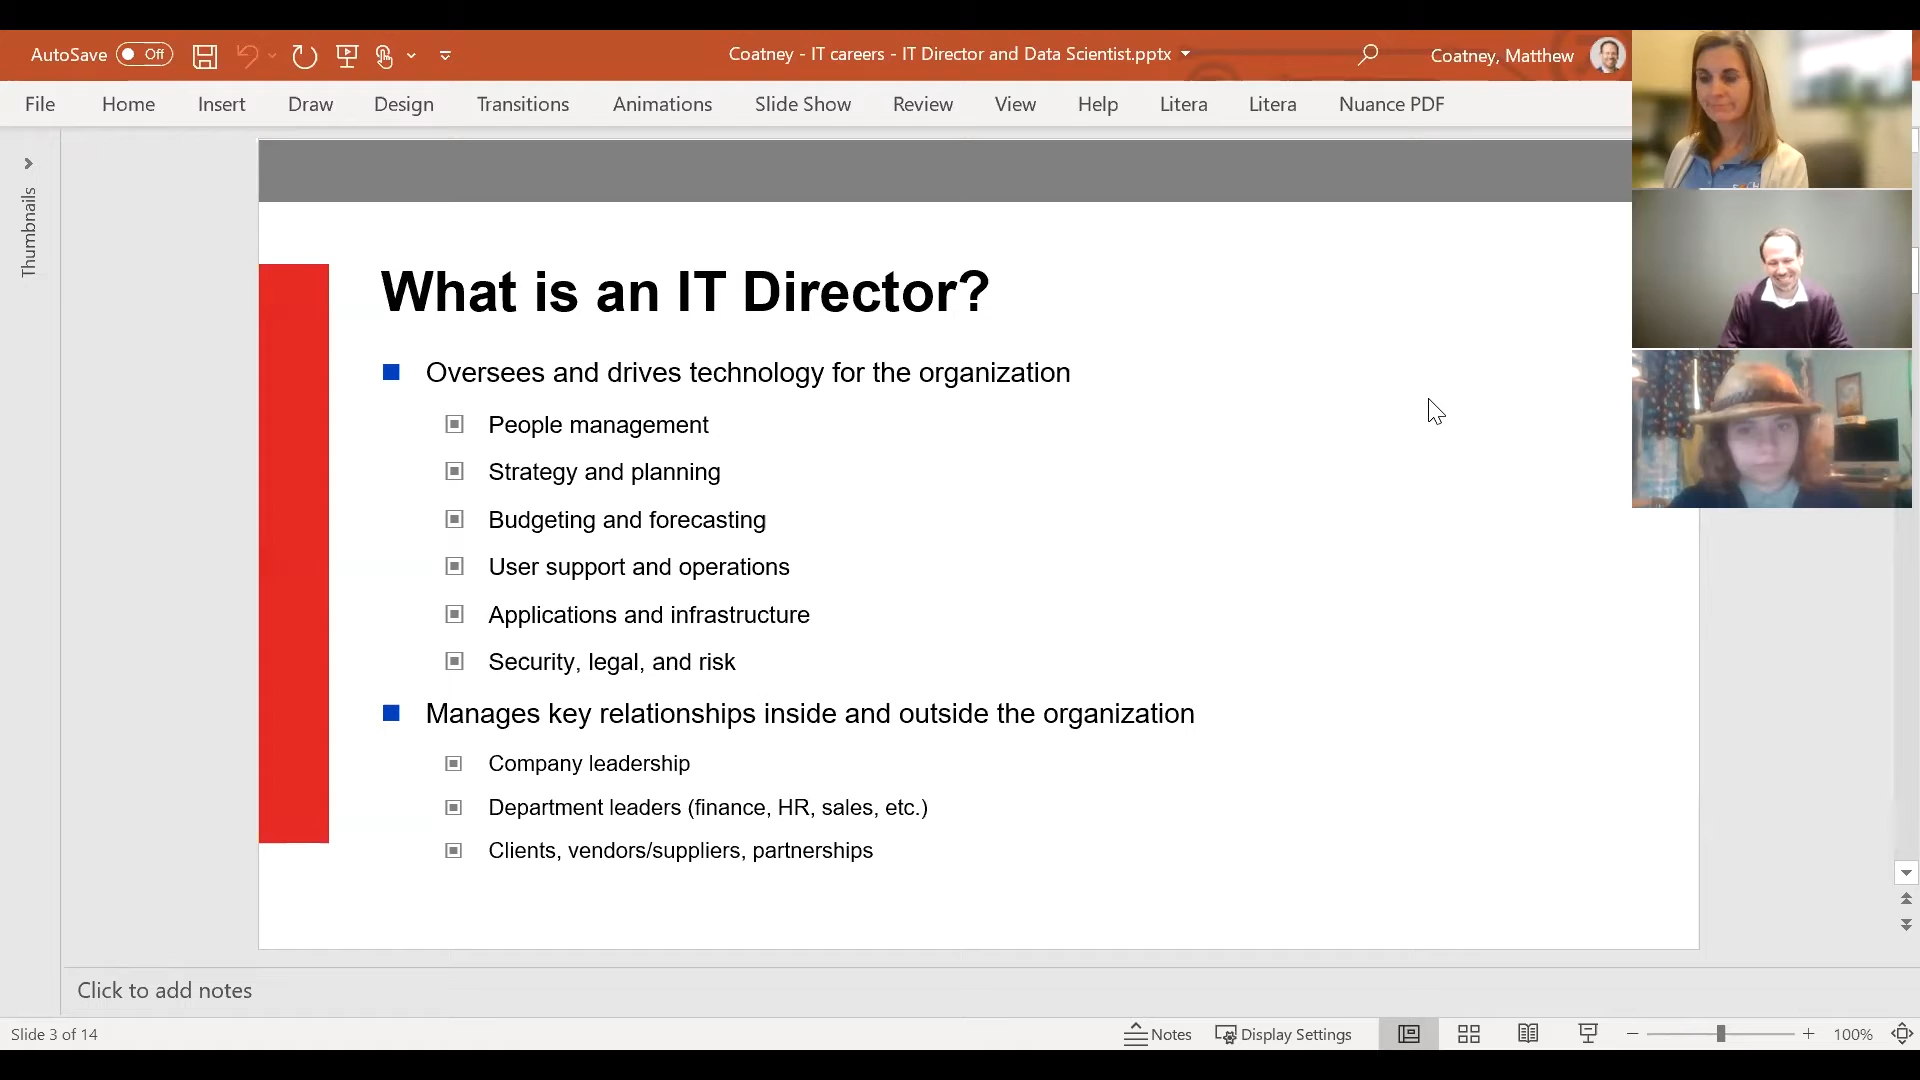 AutoSave Off
Coatney - IT careers - IT Director and Data Scientist.pptx
Coatney, Matthew
File Home Insert Draw Design Transitions Animations Slide Show Review View Help Litera Litera Nuance PDF
Thumbnails
What is an IT Director?
Oversees and drives technology for the organization
People management
Strategy and planning
Budgeting and forecasting
User support and operations
Applications and infrastructure
Security, legal, and risk
Manages key relationships inside and outside the organization
Company leadership
Department leaders (finance, HR, sales, etc.)
Clients, vendors/suppliers, partnerships
Click to add notes
Slide 3 of 14
Notes Display Settings 100%